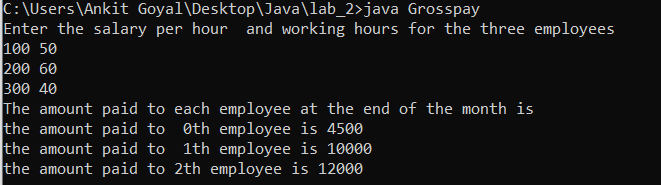 C:\Users\Ankit Goyal\Desktop\Java\lab_2>java Grosspay
Enter the salary per hour  and working hours for the three employees
100 50
200 60
300 40
The amount paid to each employee at the end of the month is
the amount paid to  0th employee is 4500
the amount paid to  1th employee is 10000
the amount paid to 2th employee is 12000